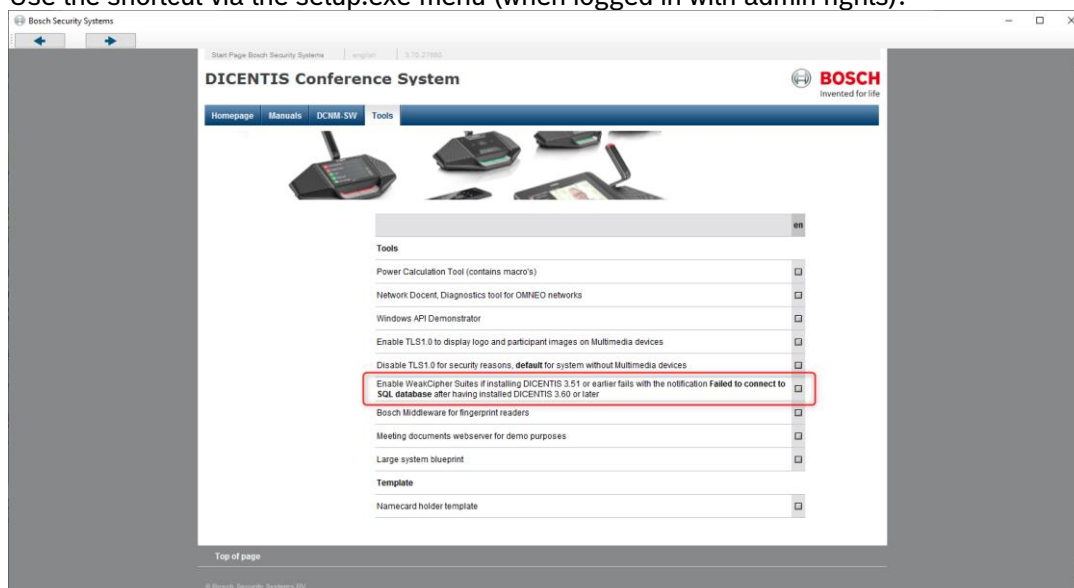 Use the shortcut via the setup.exe menu (when logged in with admin rights):
Bosch Security Systems
Start Page Bosch Security Systems english 3.70.27680
DICENTIS Conference System
BOSCH
Invented for life
Homepage Manuals DCNM-SW Tools
en
Tools
Power Calculation Tool (contains macro's)
Network Docent, Diagnostics tool for OMNEO networks
Windows API Demonstrator
Enable TLS1.0 to display logo and participant images on Multimedia devices
Disable TLS1.0 for security reasons, default for system without Multimedia devices
Enable WeakCipher Suites if installing DICENTIS 3.51 or earlier fails with the notification Failed to connect to
SQL database after having installed DICENTIS 3.60 or later
Bosch Middleware for fingerprint readers
Meeting documents webserver for demo purposes
Large system blueprint
Template
Namecard holder template
Top of page
© Bosch Security Systems BV